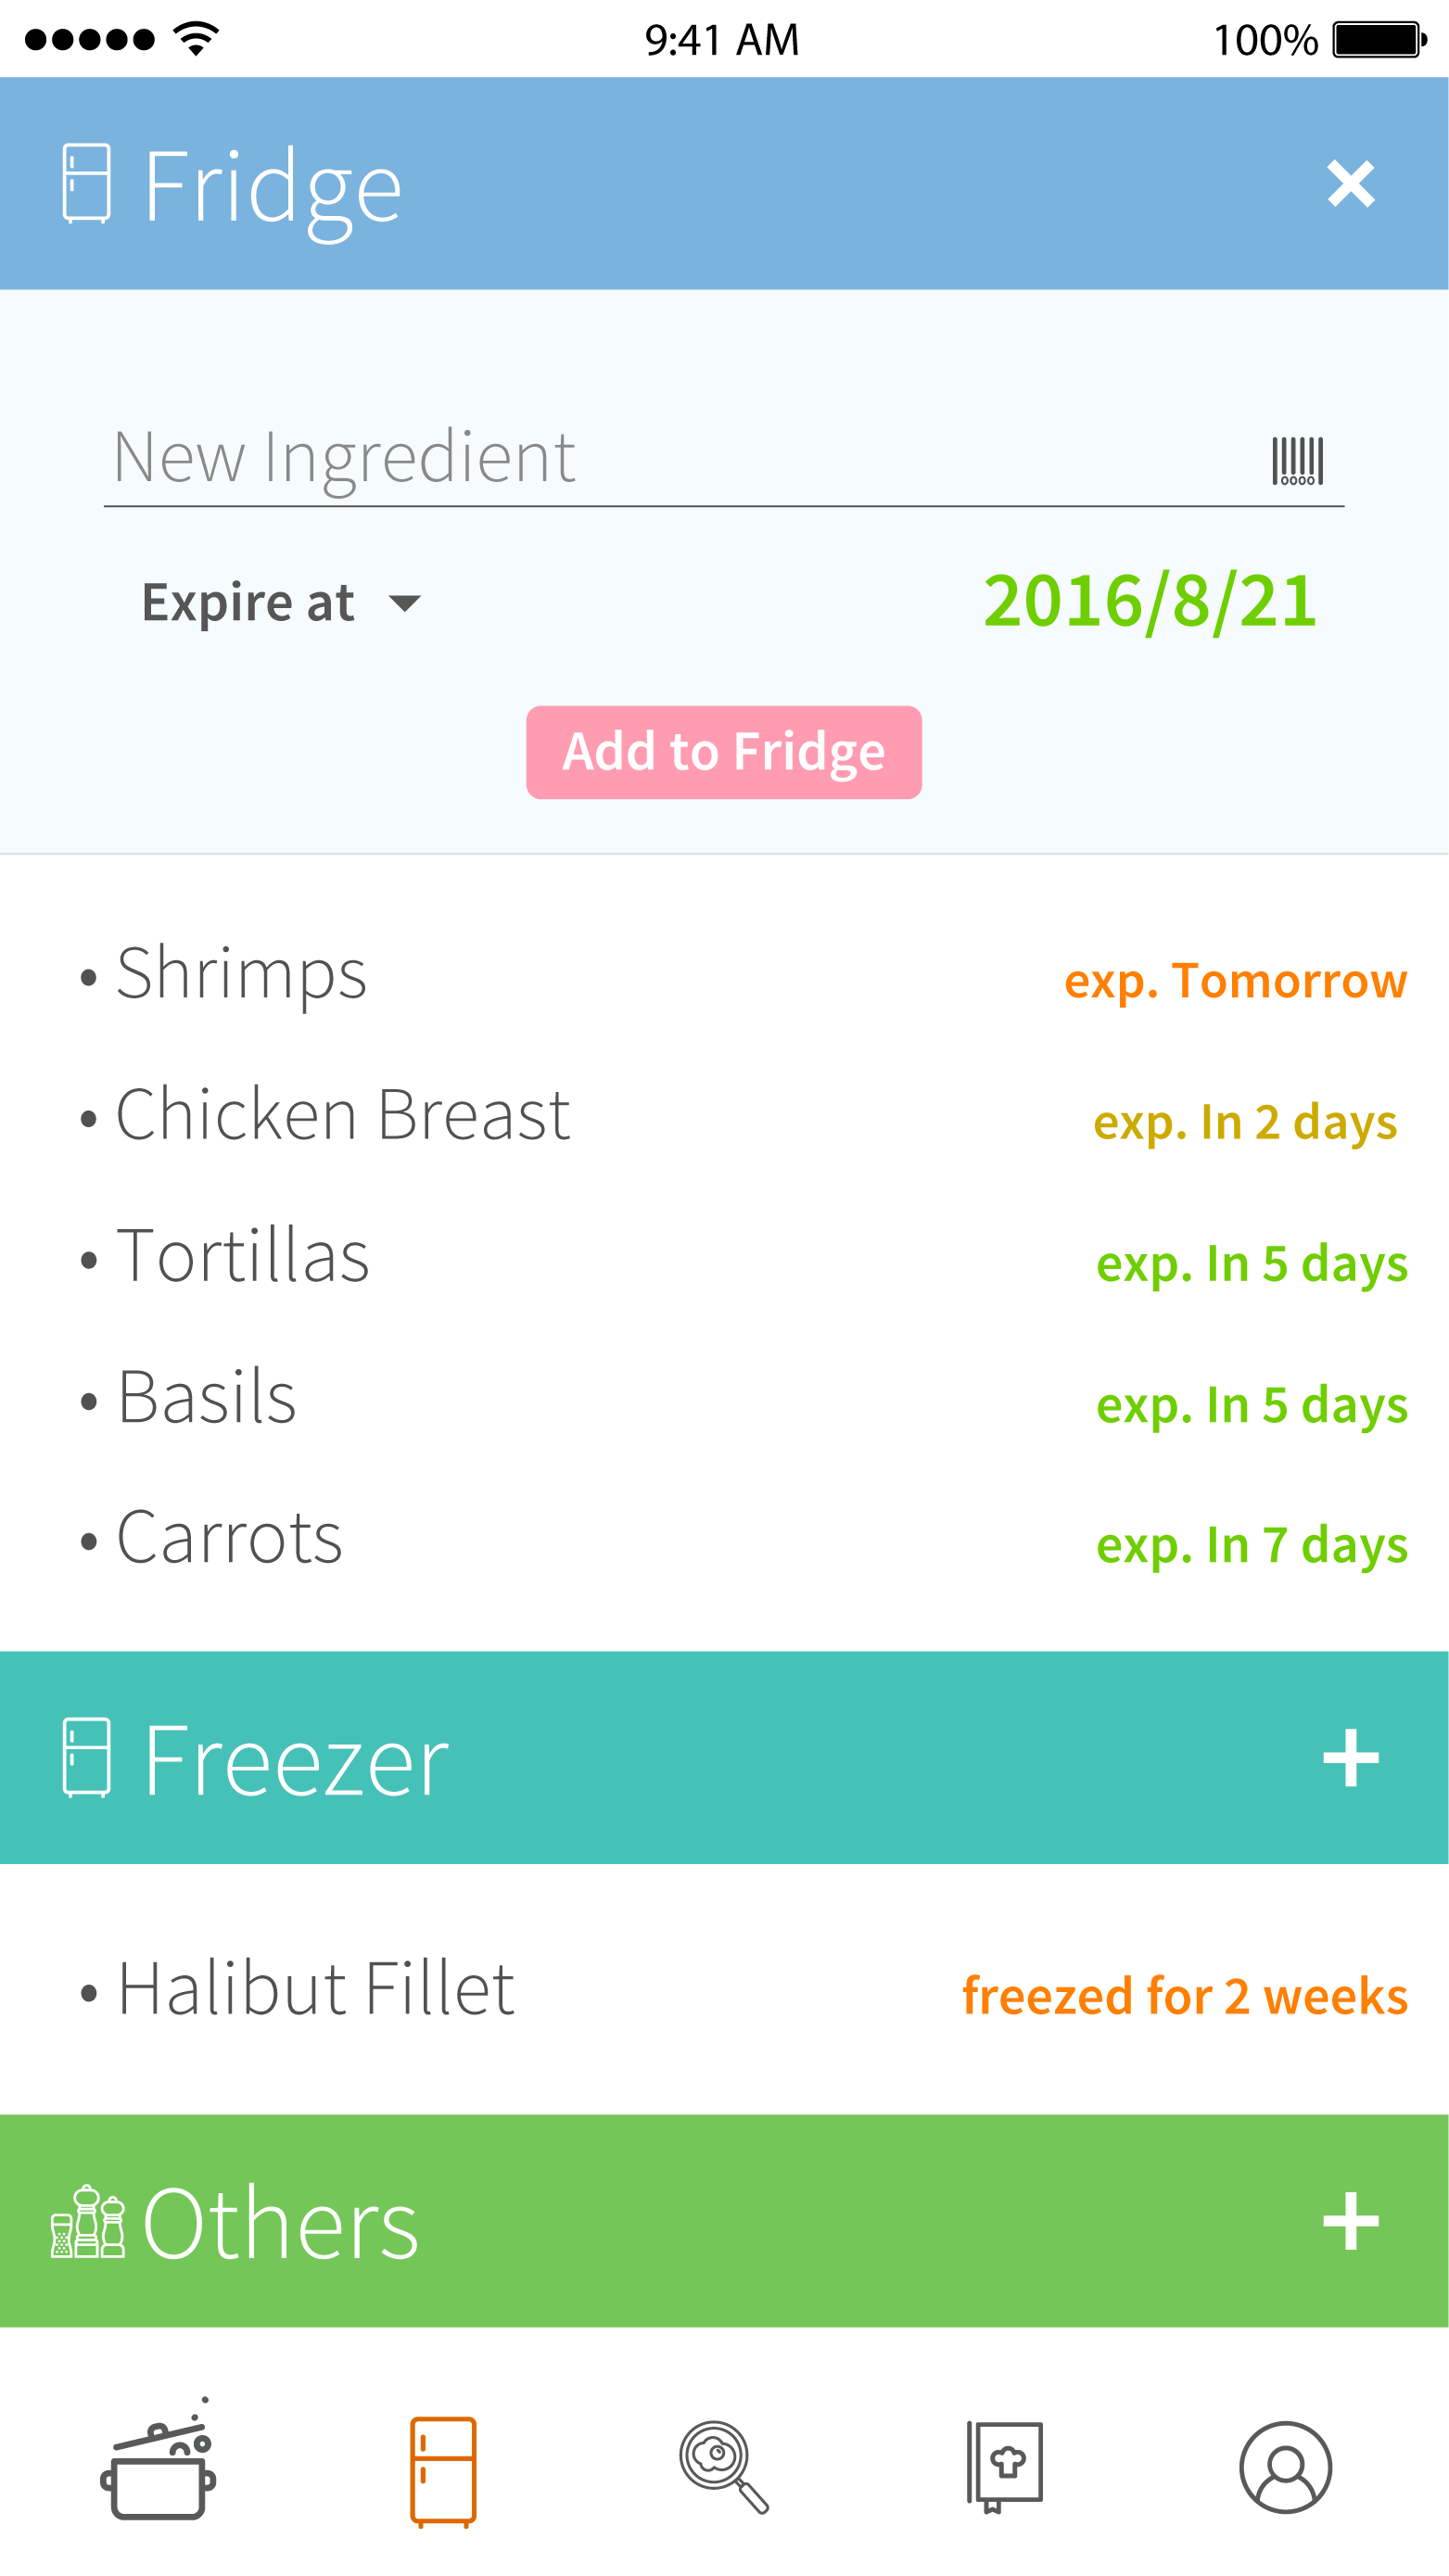 9:41 AM 100%
Fridge
New Ingredient
Expire at 2016/8/21
Add to Fridge
• Shrimps exp. Tomorrow
• Chicken Breast exp. In 2 days
• Tortillas exp. In 5 days
• Basils exp. In 5 days
• Carrots exp. In 7 days
Freezer
• Halibut Fillet freezed for 2 weeks
Others